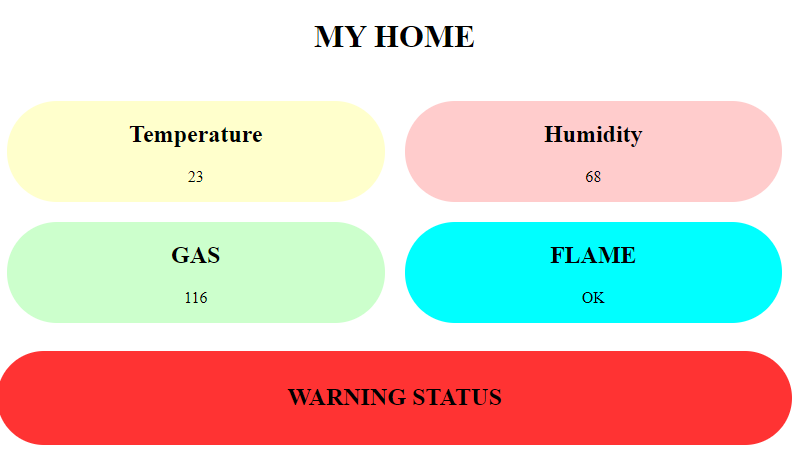 MY HOME
Temperature
23
Humidity
68
GAS
116
FLAME
OK
WARNING STATUS